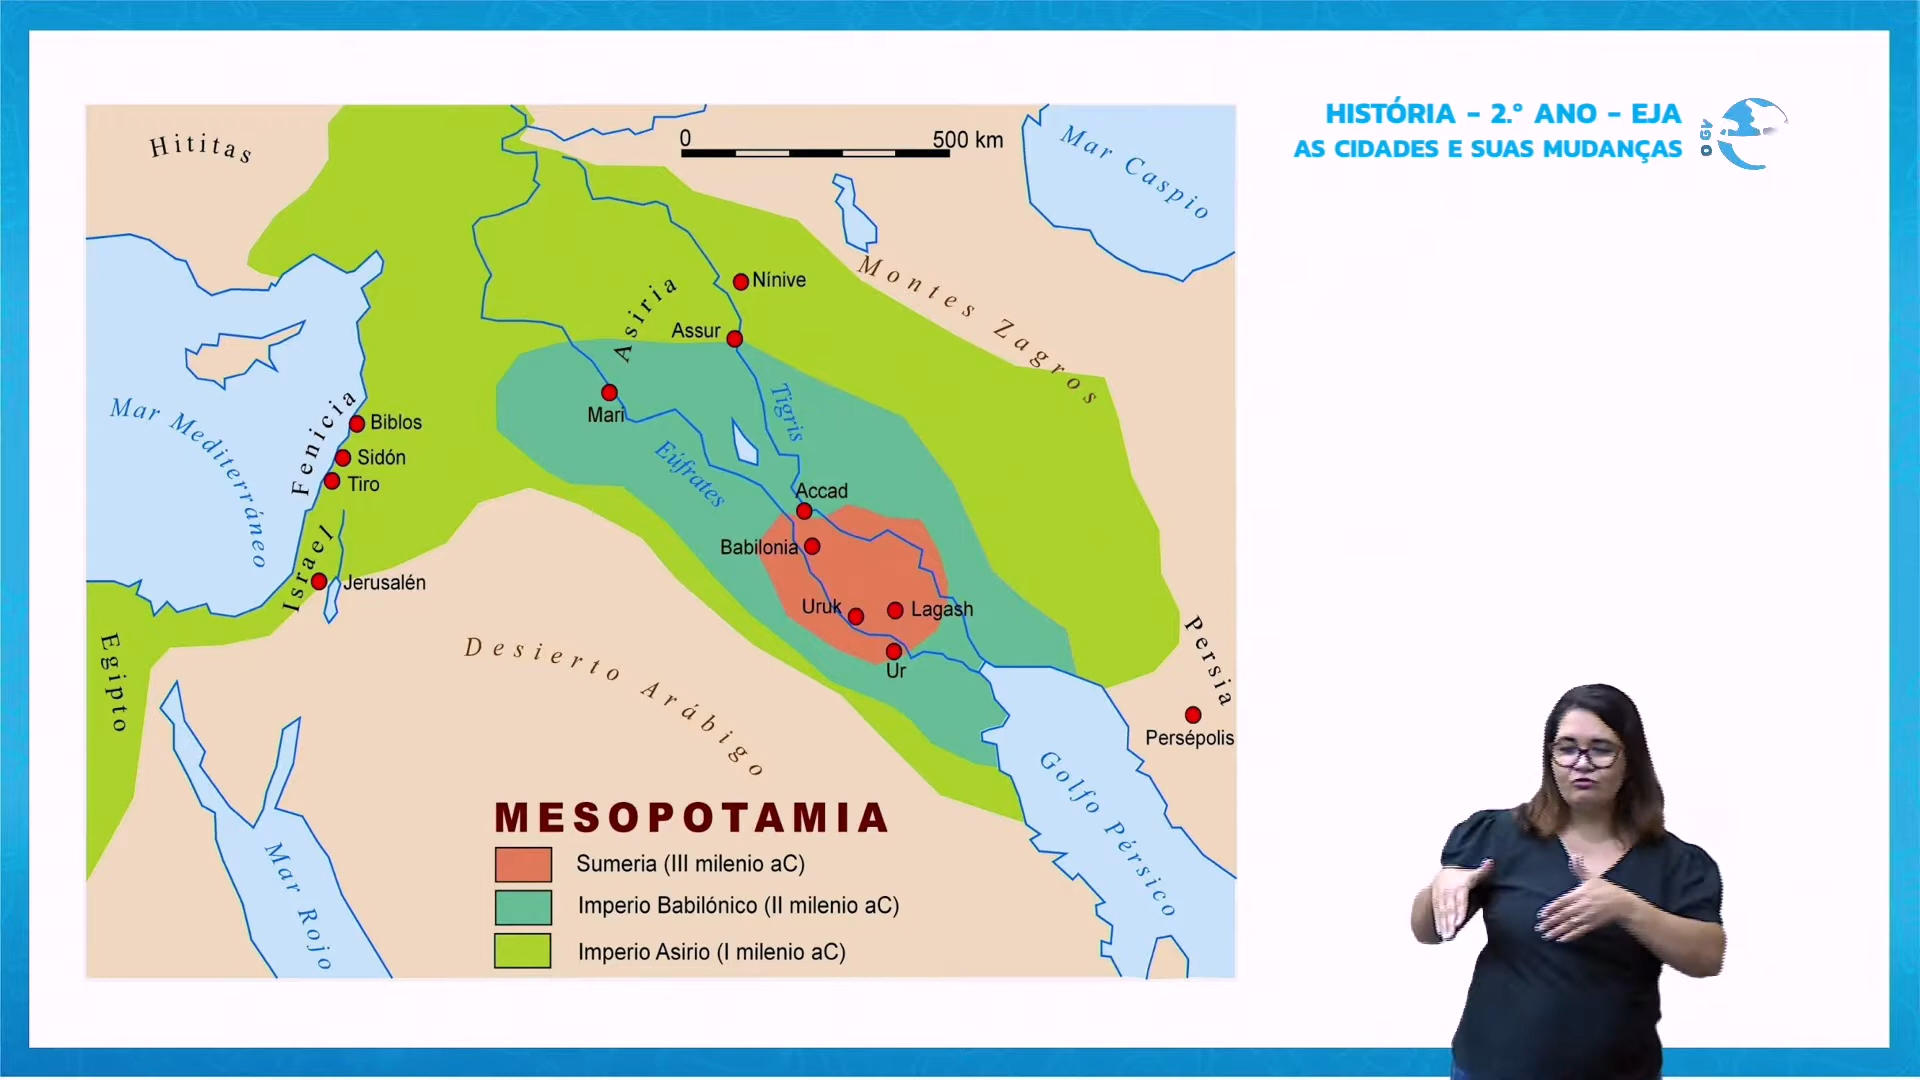 HISTÓRIA - 2.º ANO - EJA
AS CIDADES E SUAS MUDANÇAS
Hititas
0 500 km
Mar Caspio
Montes Zagros
Nínive
Asiria
Assur
Mar Mediterráneo
Fenicia
Biblos
Sidón
Tiro
Mari
Tigris
Eúfrates
Accad
Babilonia
Israel
Jerusalén
Uruk
Lagash
Ur
Egipto
Desierto Arábigo
Persia
Persépolis
Golfo Pérsico
Mar Rojo
MESOPOTAMIA
Sumeria (III milenio aC)
Imperio Babilónico (II milenio aC)
Imperio Asirio (I milenio aC)